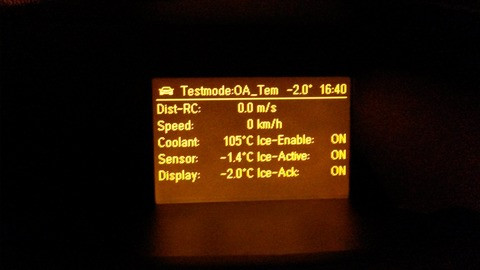 Testmode:OA_Tem -2.0° 16:40
Dist-RC: 0.0 m/s
Speed: 0 km/h
Coolant: 105°C Ice-Enable: ON
Sensor: -1.4°C Ice-Active: ON
Display: -2.0°C Ice-Ack: ON